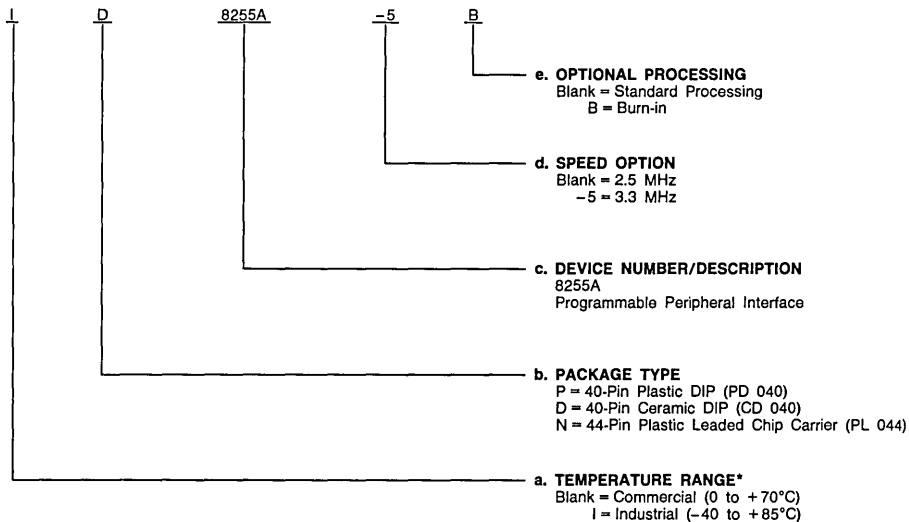 I D 8255A –5 B
e. OPTIONAL PROCESSING
Blank = Standard Processing
B = Burn-in
d. SPEED OPTION
Blank = 2.5 MHz
–5 = 3.3 MHz
c. DEVICE NUMBER/DESCRIPTION
8255A
Programmable Peripheral Interface
b. PACKAGE TYPE
P = 40-Pin Plastic DIP (PD 040)
D = 40-Pin Ceramic DIP (CD 040)
N = 44-Pin Plastic Leaded Chip Carrier (PL 044)
a. TEMPERATURE RANGE*
Blank = Commercial (0 to +70°C)
I = Industrial (–40 to +85°C)